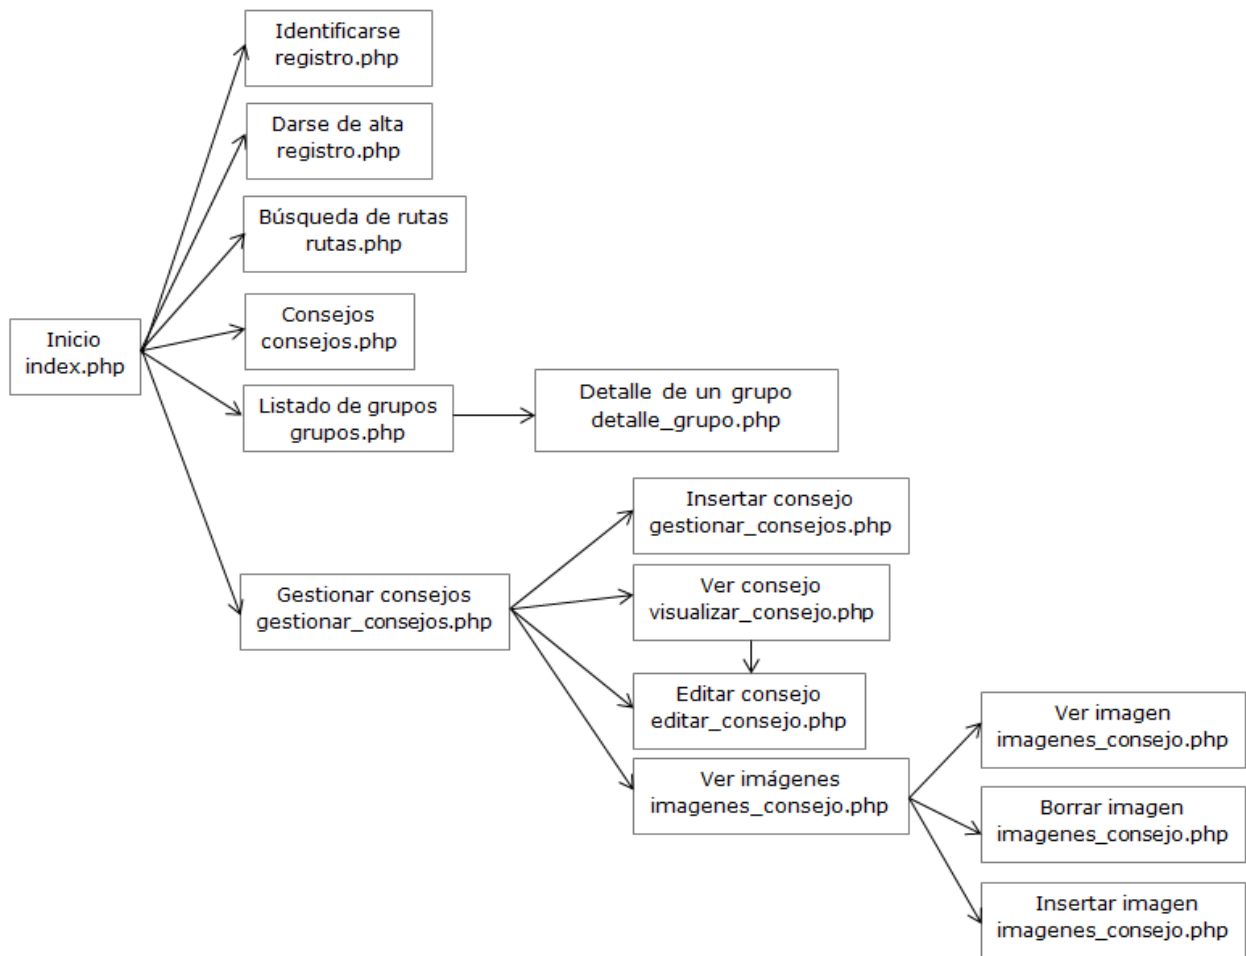 Identificarse
registro.php
Darse de alta
registro.php
Búsqueda de rutas
rutas.php
Inicio
index.php
Consejos
consejos.php
Listado de grupos
grupos.php
Detalle de un grupo
detalle_grupo.php
Gestionar consejos
gestionar_consejos.php
Insertar consejo
gestionar_consejos.php
Ver consejo
visualizar_consejo.php
Editar consejo
editar_consejo.php
Ver imágenes
imagenes_consejo.php
Ver imagen
imagenes_consejo.php
Borrar imagen
imagenes_consejo.php
Insertar imagen
imagenes_consejo.php